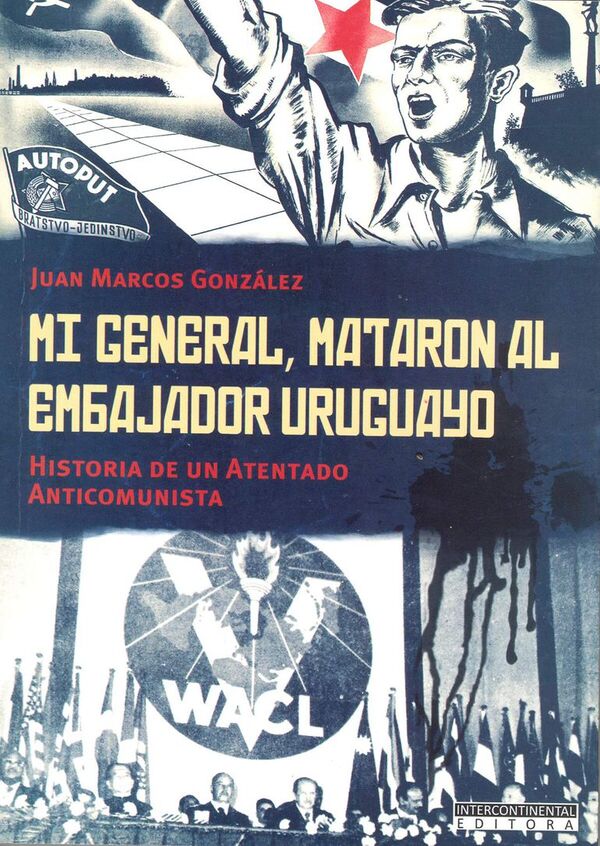 AUTOPUT
BRATSTVO-JEDINSTVO
JUAN MARCOS GONZÁLEZ
MI GENERAL, MATARON AL
EMBAJADOR URUGUAYO
HISTORIA DE UN ATENTADO
ANTICOMUNISTA
WACL
INTERCONTINENTAL
EDITORA